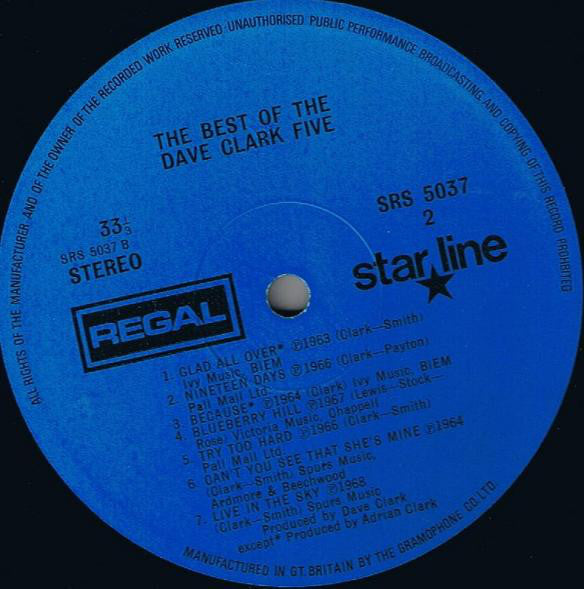 ALL RIGHTS OF THE MANUFACTURER AND OF THE OWNER OF THE RECORDED WORK RESERVED·UNAUTHORISED PUBLIC PERFORMANCE BROADCASTING AND COPYING OF THIS RECORD PROHIBITED
THE BEST OF THE
DAVE CLARK FIVE
33⅓
SRS 5037 B
STEREO
SRS 5037
2
starline
REGAL
1. GLAD ALL OVER* ℗1963 (Clark—Smith)
Ivy Music, BIEM
2. NINETEEN DAYS ℗1966 (Clark—Payton)
Pall Mall Ltd.
3. BECAUSE* ℗1964 (Clark) Ivy Music, BIEM
4. BLUEBERRY HILL ℗1967 (Lewis—Stock—
Rose) Victoria Music, Chappell
5. TRY TOO HARD ℗1966 (Clark—Smith)
Pall Mall Ltd.
6. CAN'T YOU SEE THAT SHE'S MINE ℗1964
(Clark—Smith) Spurs Music,
Ardmore & Beechwood
7. LIVE IN THE SKY ℗1968
(Clark—Smith) Spurs Music
Produced by Dave Clark
except* Produced by Adrian Clark
MANUFACTURED IN GT. BRITAIN BY THE GRAMOPHONE CO. LTD.